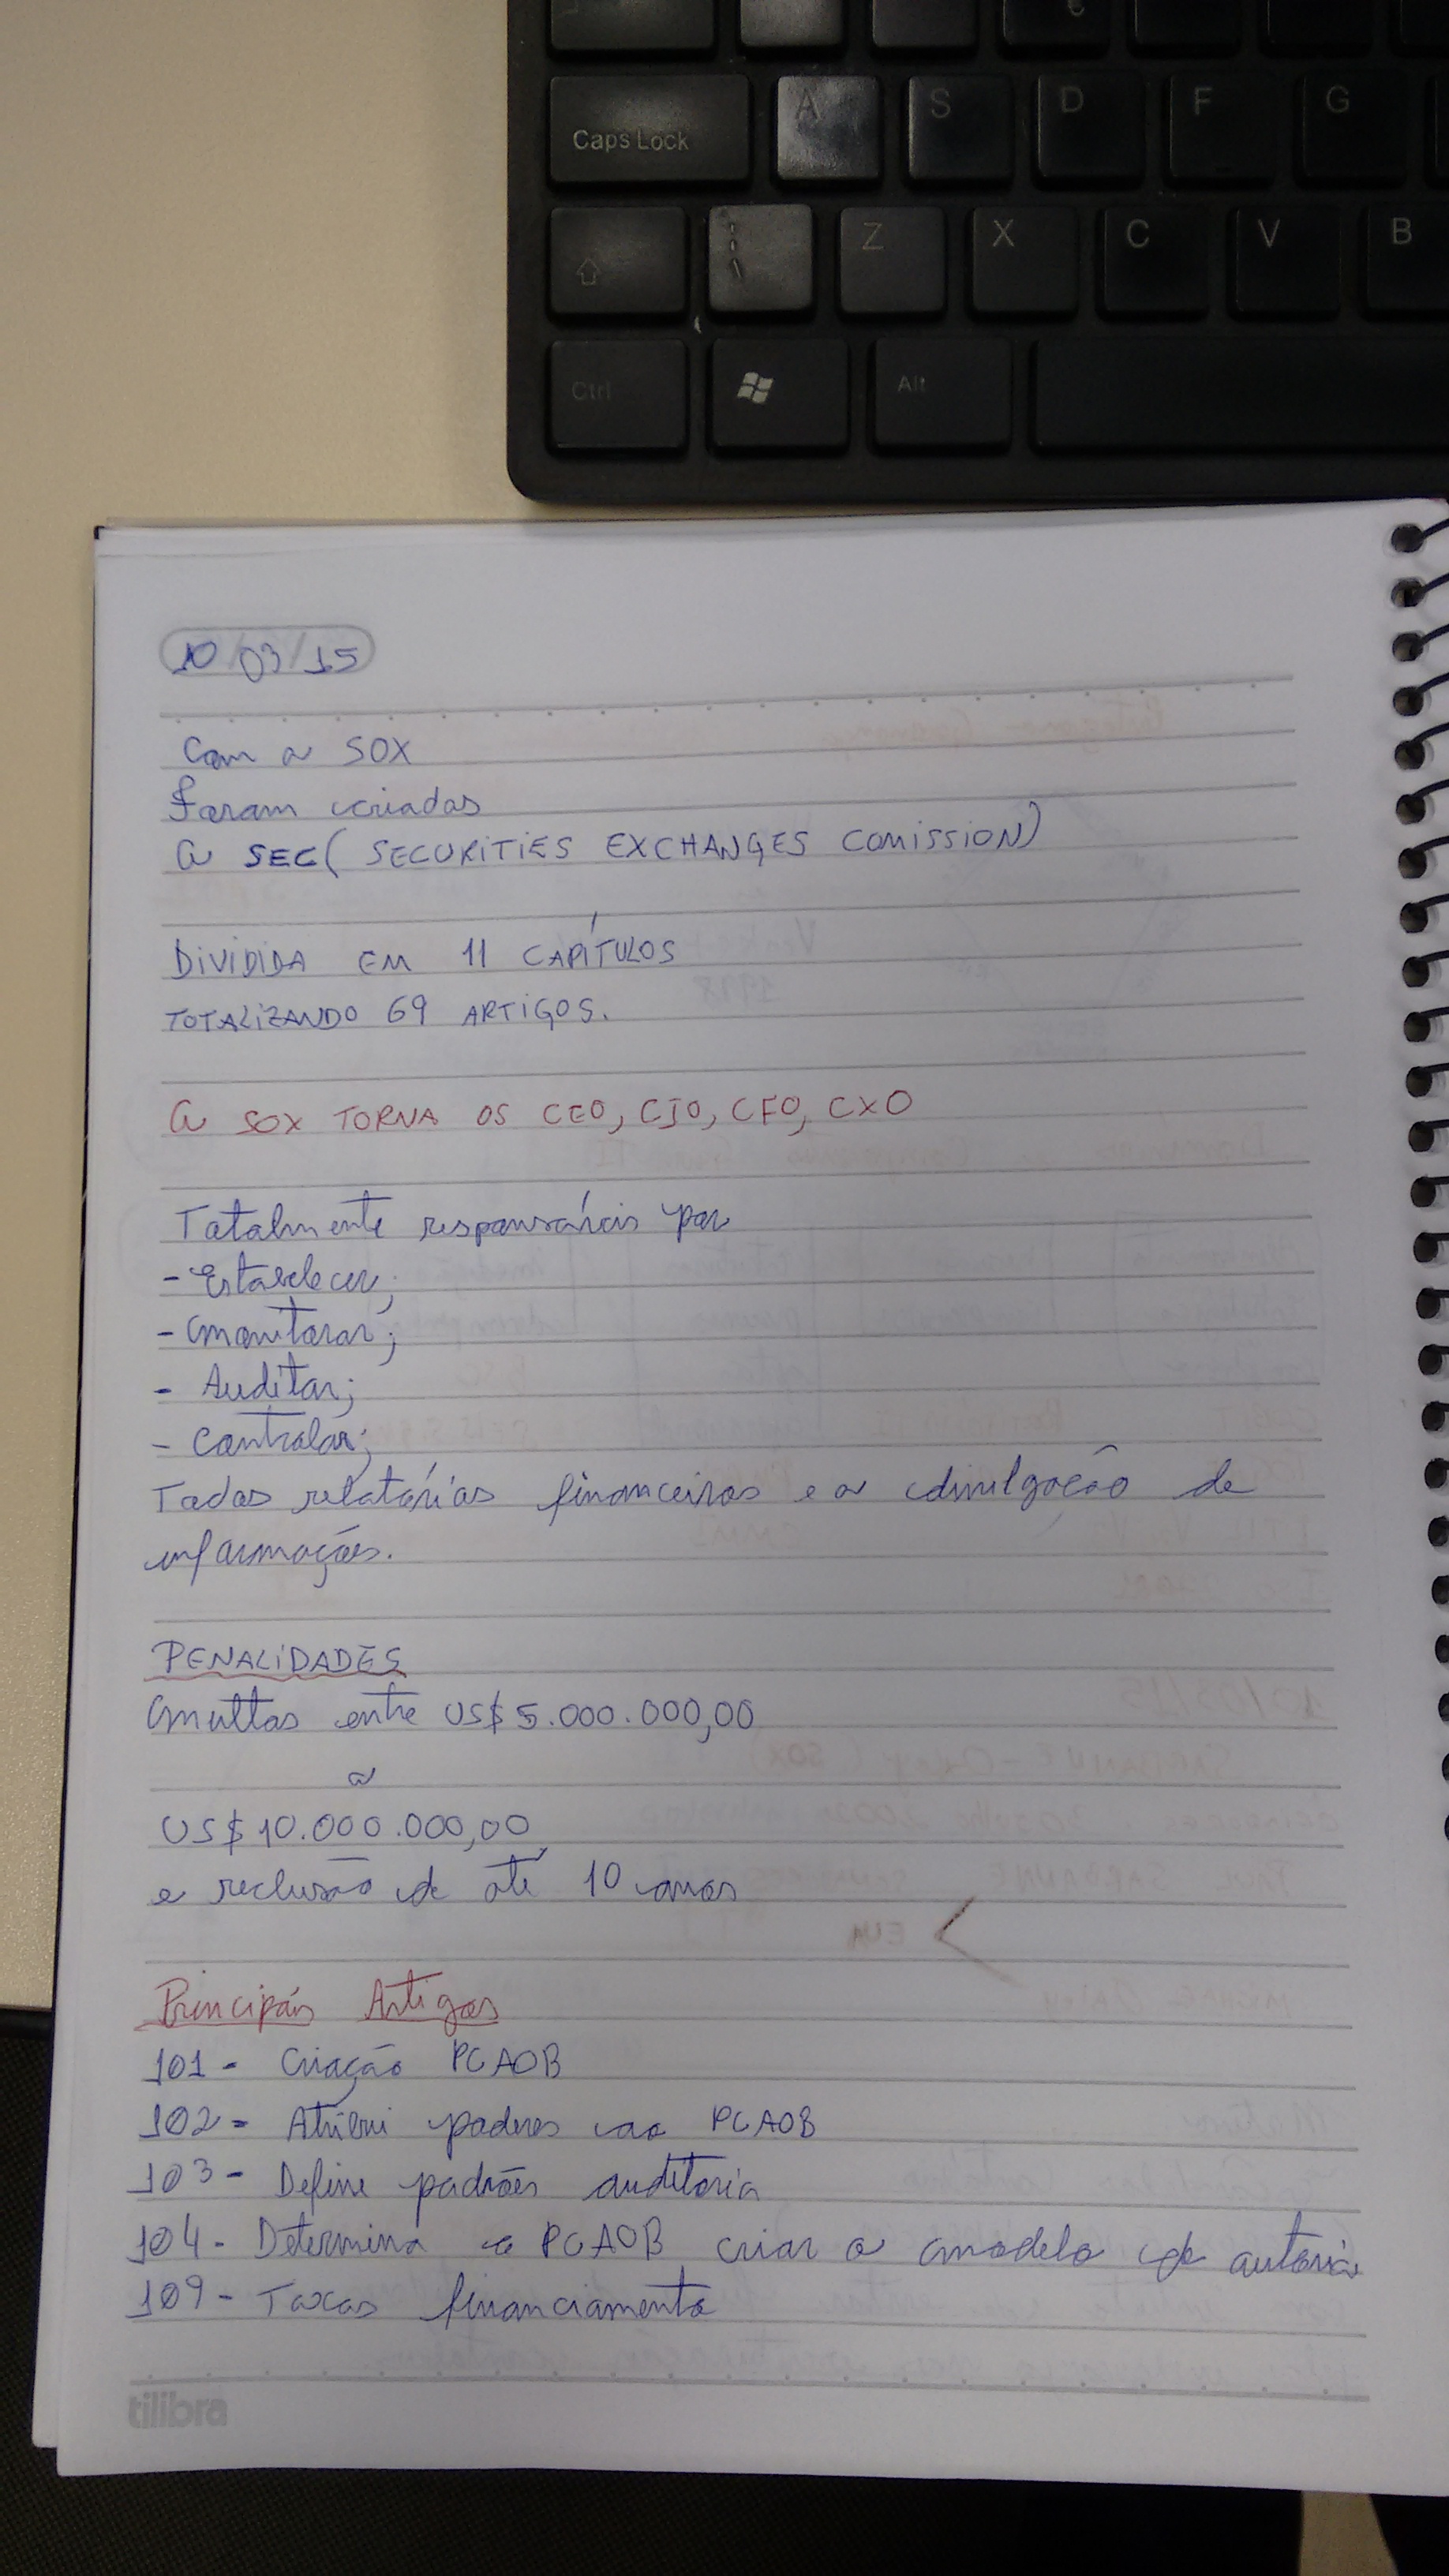 Caps Lock
A
S
D
F
G
Z
X
C
V
B
Ctrl
Alt
10/03/15
Com a SOX
Foram criadas
A SEC( SECURITIES EXCHANGES COMISSION)
DIVIDIDA EM 11 CAPÍTULOS
TOTALIZANDO 69 ARTIGOS.
A SOX TORNA OS CEO, CIO, CFO, CXO
Totalmente responsáveis por
- Estabelecer;
- monitorar;
- Auditar;
- Controlar;
Todos relatórios financeiros e a divulgação de
informações.
PENALIDADES
multas entre US$ 5.000.000,00
a
US$ 10.000.000,00
e reclusão de até 10 anos
Principais Artigos
101 - Criação PCAOB
102 - Atribui poderes ao PCAOB
103 - Define padrões auditoria
104 - Determina a PCAOB criar o modelo de autoria
109 - Taxas financiamento
tilibra